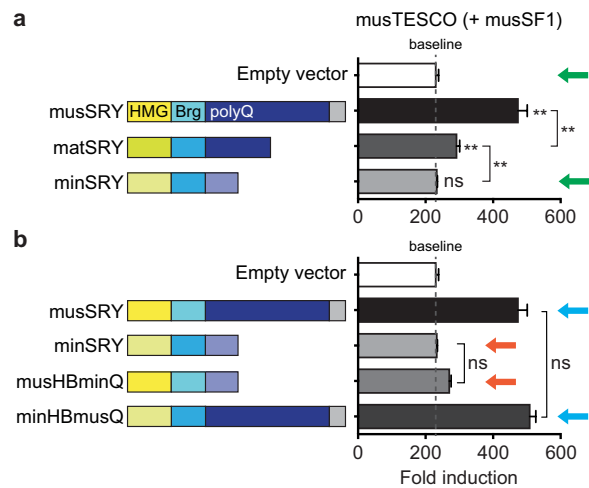 a
musTESCO (+ musSF1)
baseline
Empty vector
musSRY HMG Brg polyQ **
**
matSRY **
**
minSRY ns
0 200 400 600
b
baseline
Empty vector
musSRY
minSRY
ns ns
musHBminQ
minHBmusQ
0 200 400 600
Fold induction